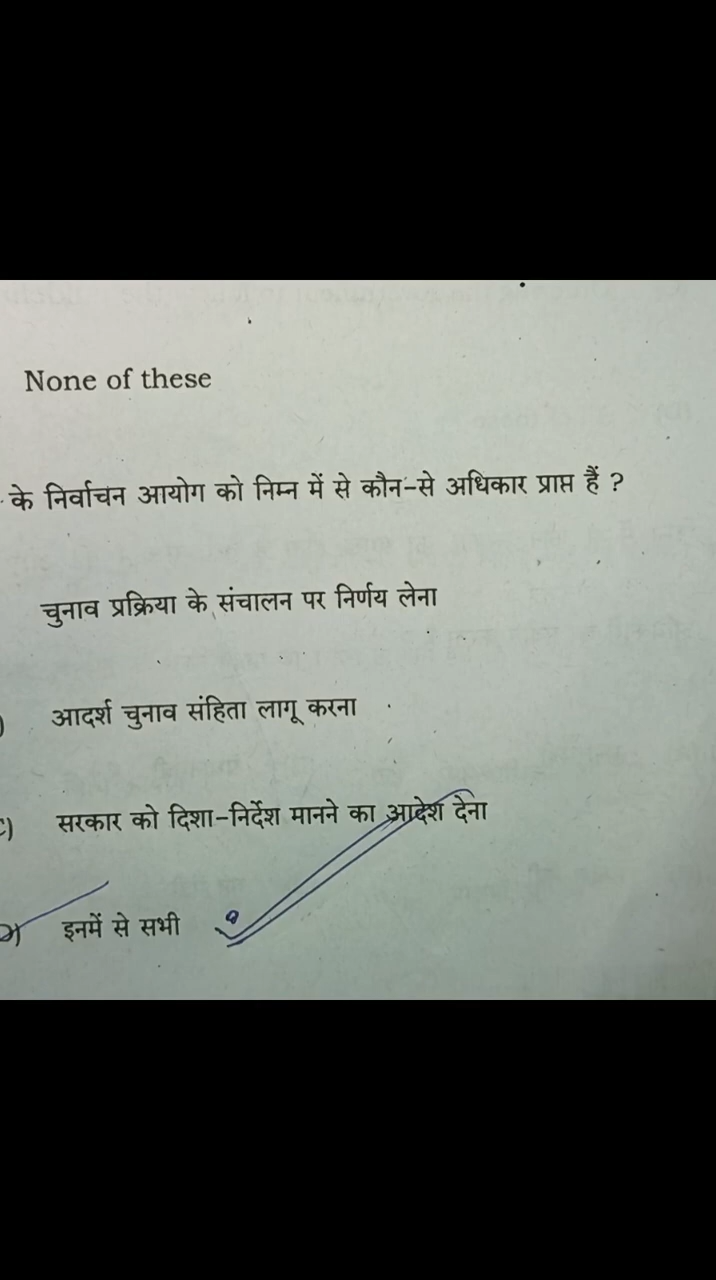 None of these
के निर्वाचन आयोग को निम्न में से कौन-से अधिकार प्राप्त हैं ?
चुनाव प्रक्रिया के संचालन पर निर्णय लेना
) आदर्श चुनाव संहिता लागू करना
C) सरकार को दिशा-निर्देश मानने का आदेश देना
D) इनमें से सभी